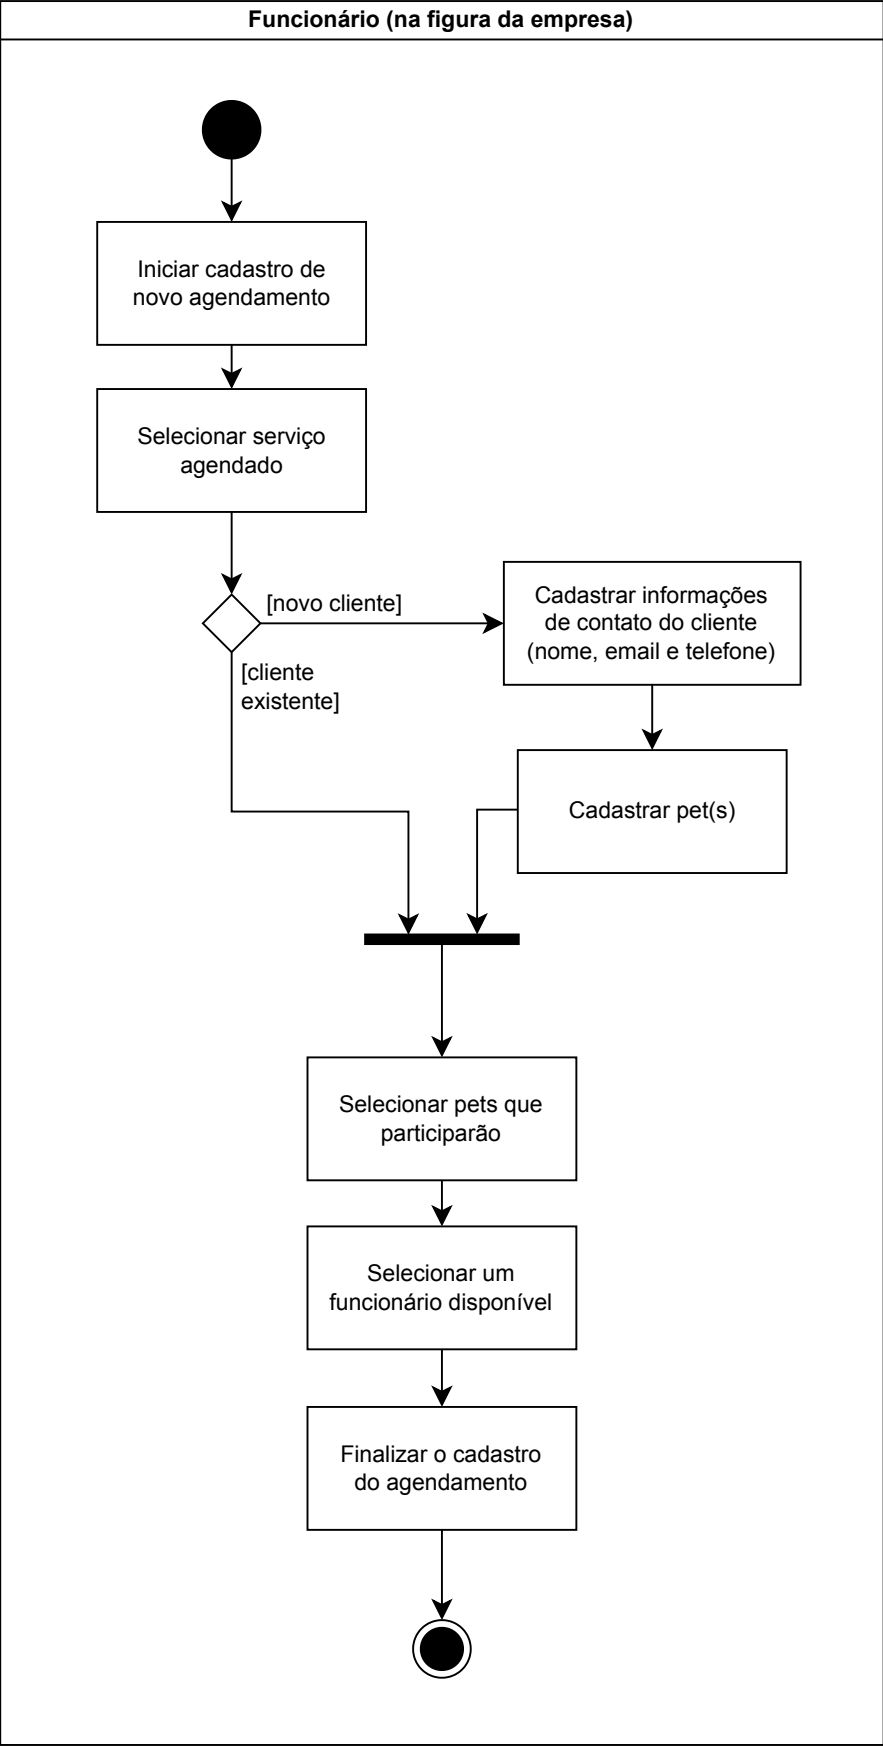 Funcionário (na figura da empresa)
Iniciar cadastro de
novo agendamento
Selecionar serviço
agendado
[novo cliente]
[cliente
existente]
Cadastrar informações
de contato do cliente
(nome, email e telefone)
Cadastrar pet(s)
Selecionar pets que
participarão
Selecionar um
funcionário disponível
Finalizar o cadastro
do agendamento